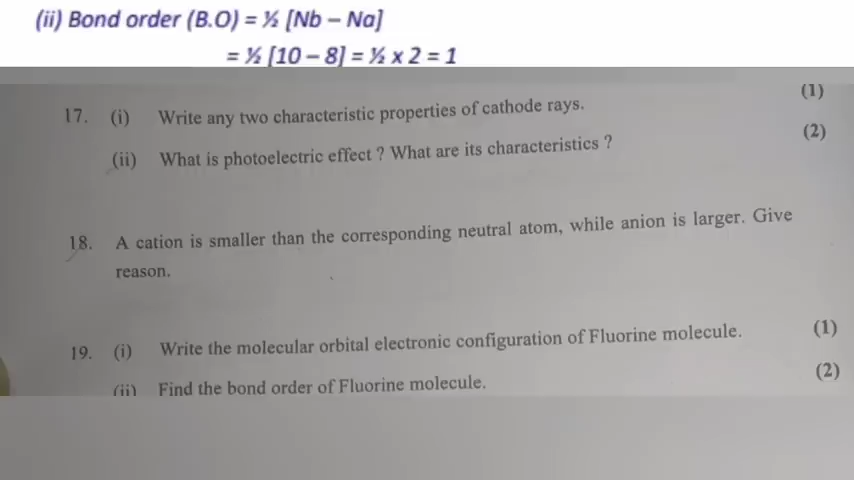 (ii) Bond order (B.O) = ½ [Nb – Na]
= ½ [10 – 8] = ½ x 2 = 1
(1)
17. (i) Write any two characteristic properties of cathode rays.
(2)
(ii) What is photoelectric effect ? What are its characteristics ?
18. A cation is smaller than the corresponding neutral atom, while anion is larger. Give
reason.
19. (i) Write the molecular orbital electronic configuration of Fluorine molecule. (1)
(ii) Find the bond order of Fluorine molecule. (2)